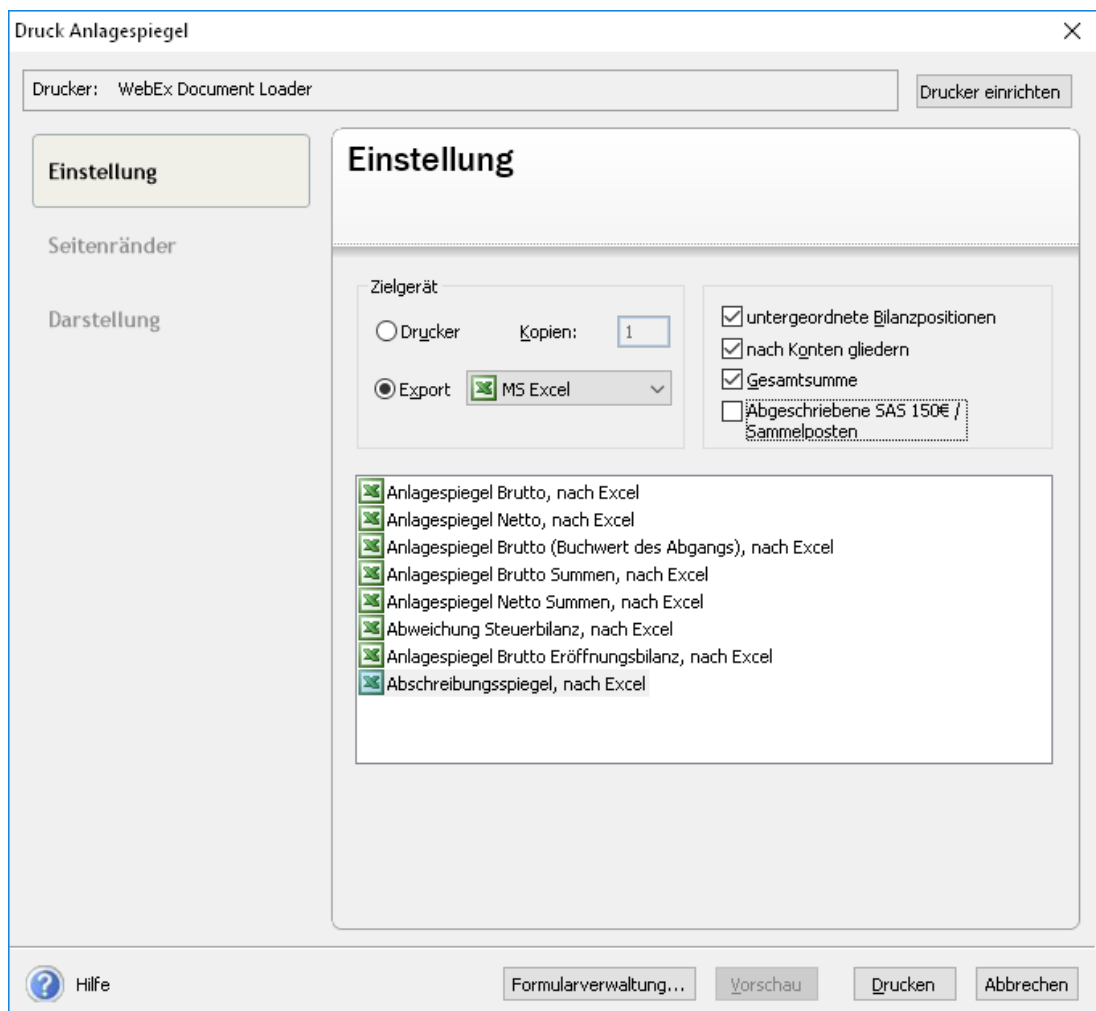 Druck Anlagespiegel
Drucker: WebEx Document Loader
Drucker einrichten
Einstellung
Seitenränder
Darstellung
Einstellung
Zielgerät
Drucker Kopien: 1
Export MS Excel
untergeordnete Bilanzpositionen
nach Konten gliedern
Gesamtsumme
Abgeschriebene SAS 150€ /
Sammelposten
Anlagespiegel Brutto, nach Excel
Anlagespiegel Netto, nach Excel
Anlagespiegel Brutto (Buchwert des Abgangs), nach Excel
Anlagespiegel Brutto Summen, nach Excel
Anlagespiegel Netto Summen, nach Excel
Abweichung Steuerbilanz, nach Excel
Anlagespiegel Brutto Eröffnungsbilanz, nach Excel
Abschreibungsspiegel, nach Excel
Hilfe
Formularverwaltung...
Vorschau
Drucken
Abbrechen